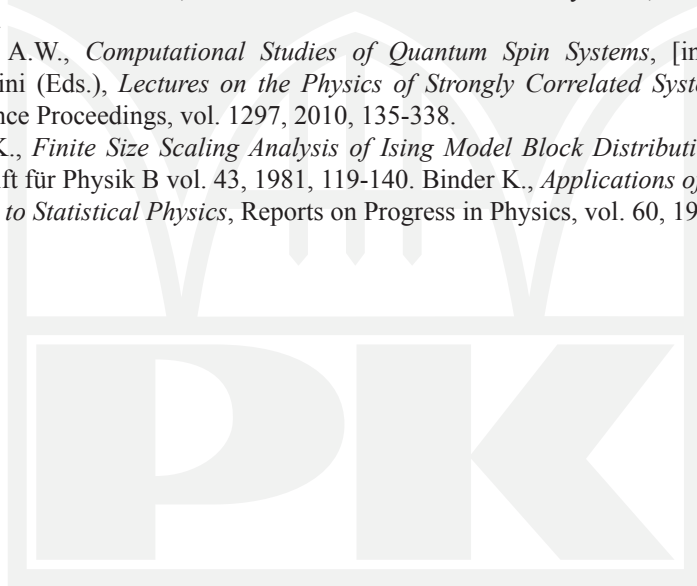 A.W., Computational Studies of Quantum Spin Systems, [in
ini (Eds.), Lectures on the Physics of Strongly Correlated Syst
nce Proceedings, vol. 1297, 2010, 135-338.
K., Finite Size Scaling Analysis of Ising Model Block Distributi
ft für Physik B vol. 43, 1981, 119-140. Binder K., Applications of
to Statistical Physics, Reports on Progress in Physics, vol. 60, 19
PK